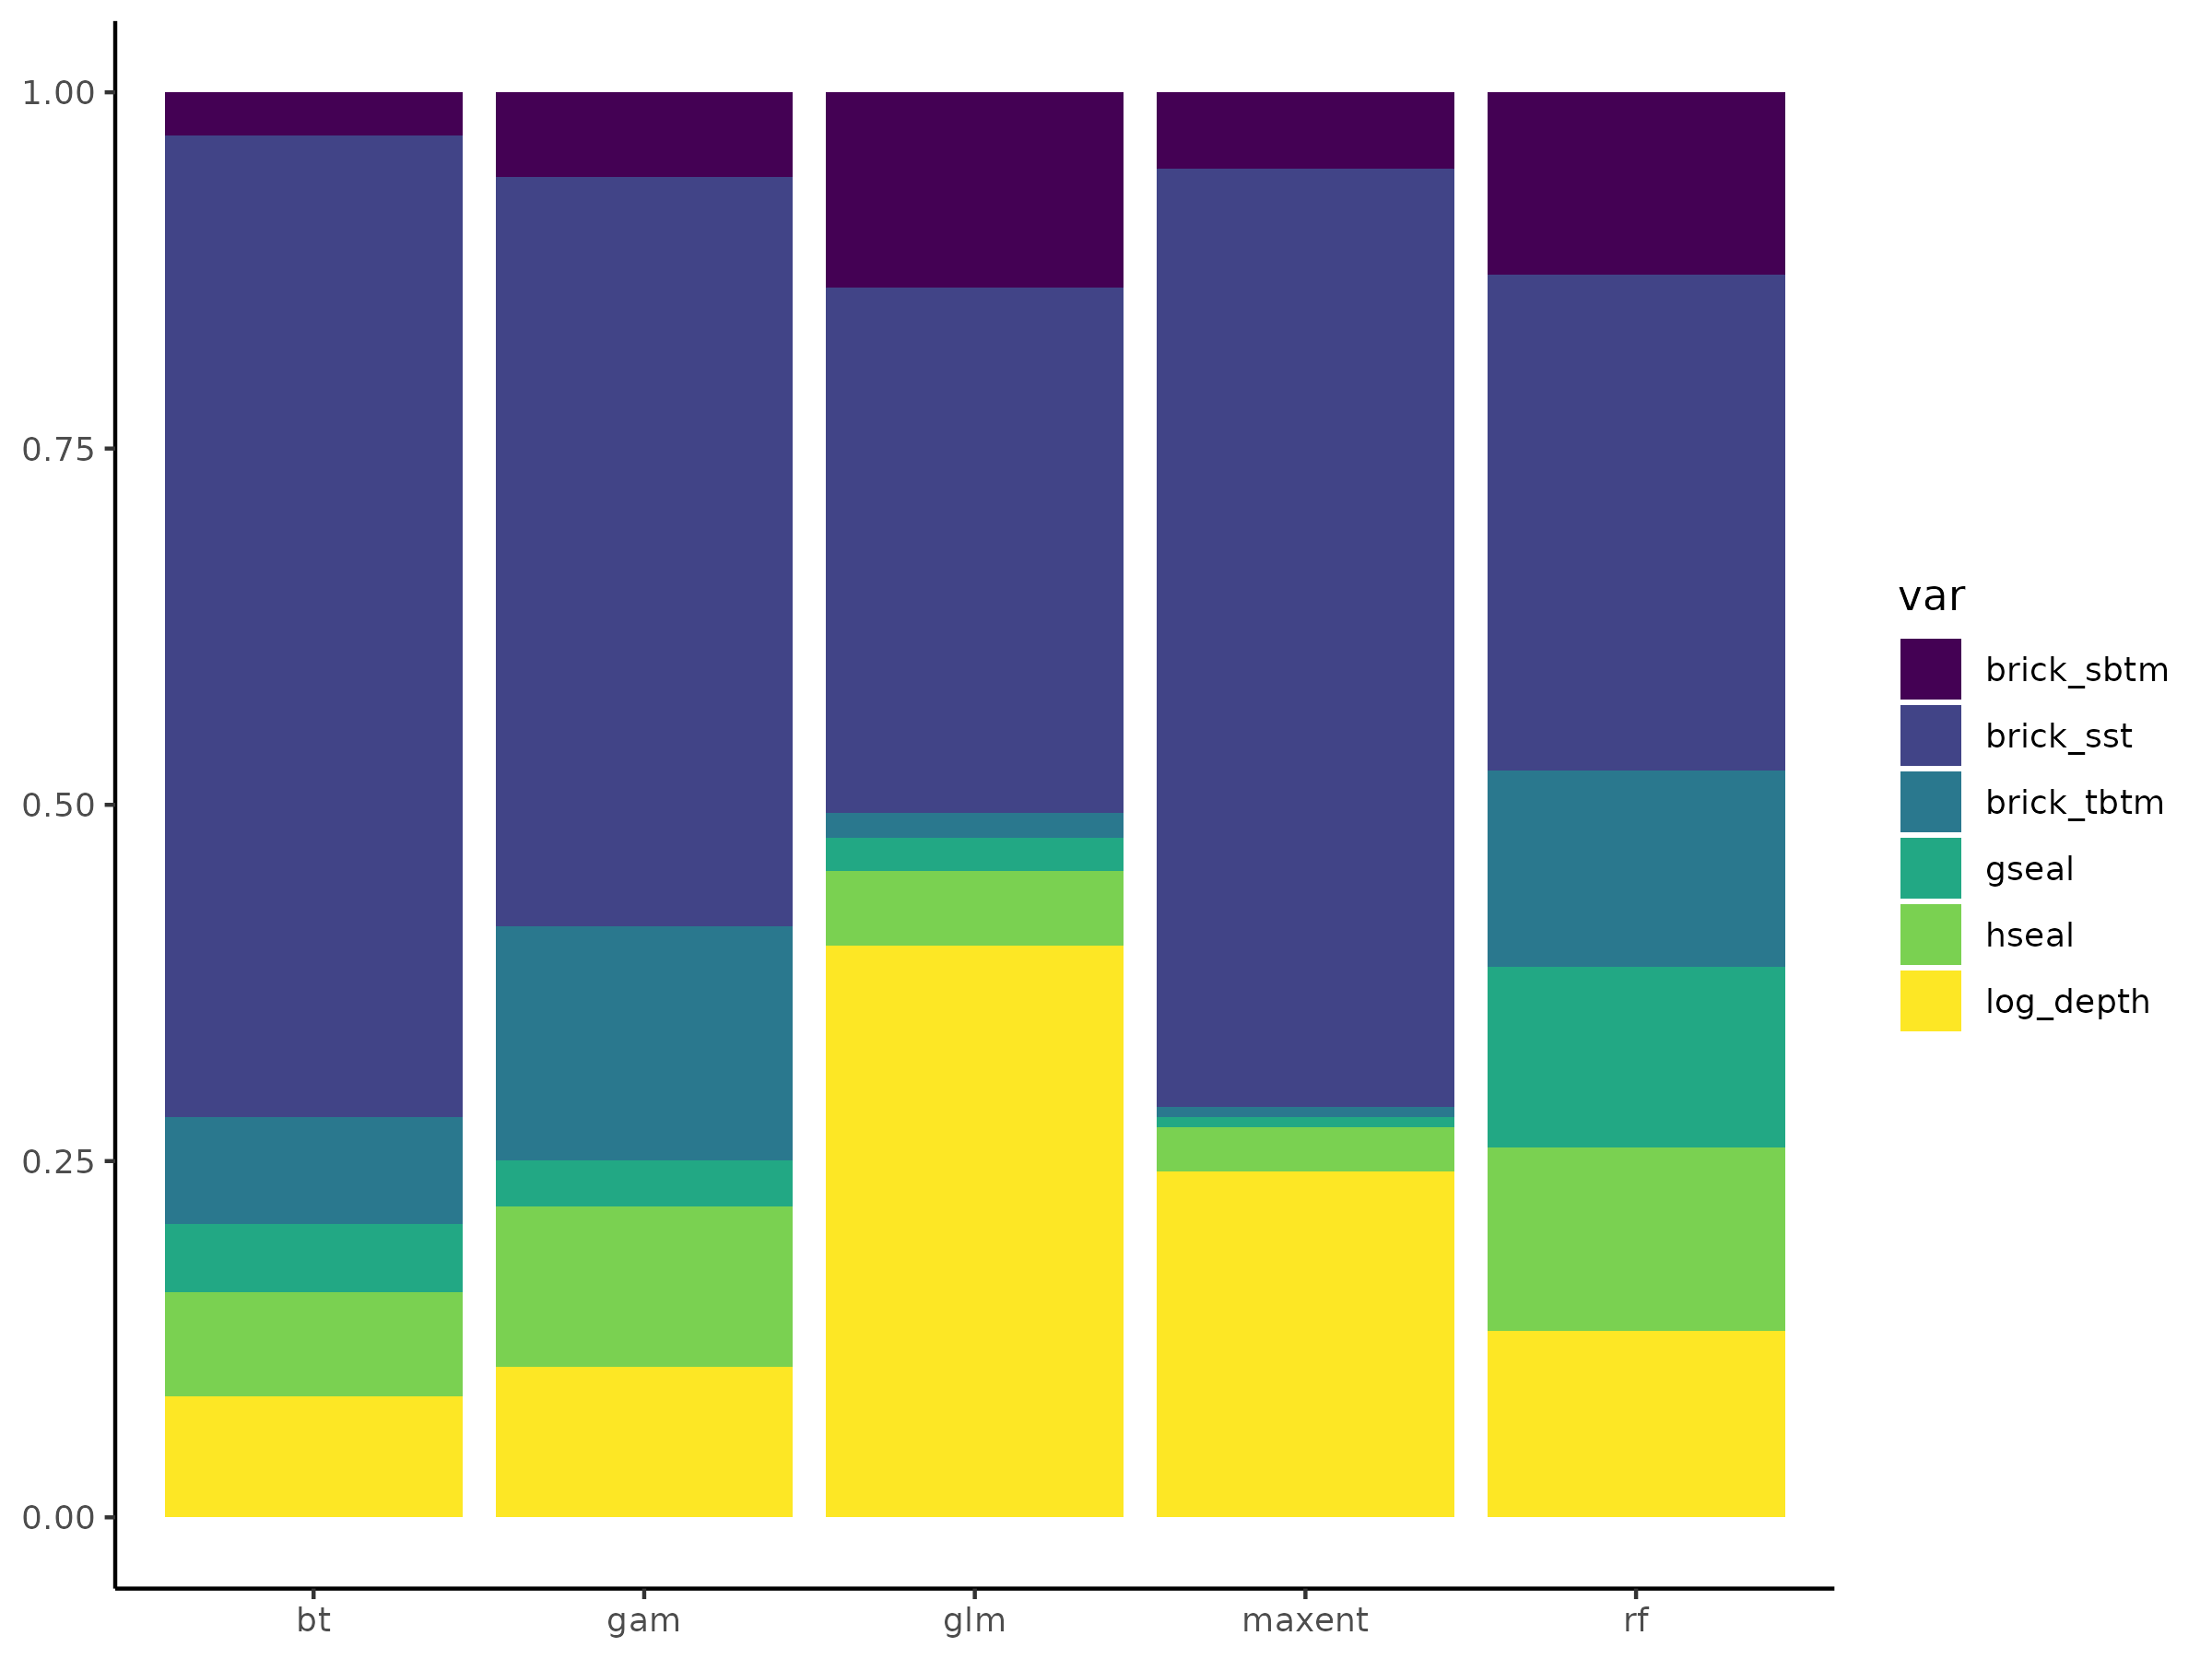 1.00
0.75
0.50
0.25
0.00
bt
gam
glm
maxent
rf
var
brick_sbtm
brick_sst
brick_tbtm
gseal
hseal
log_depth